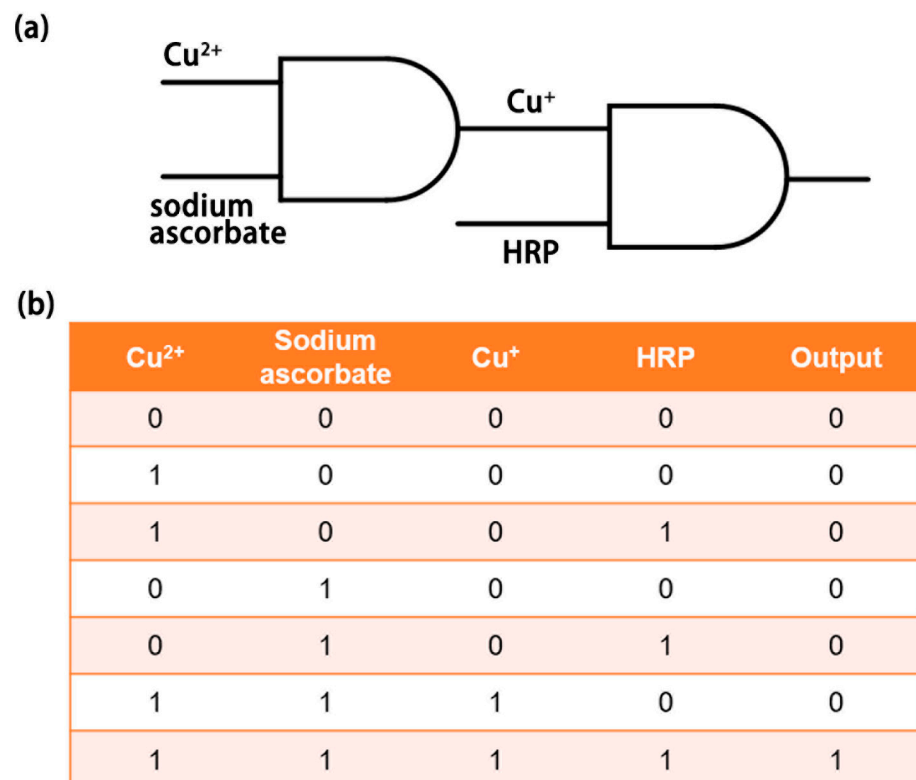 (a)
Cu²⁺
Cu⁺
sodium
ascorbate
HRP
(b)
Cu²⁺ Sodium ascorbate Cu⁺ HRP Output
0 0 0 0 0
1 0 0 0 0
1 0 0 1 0
0 1 0 0 0
0 1 0 1 0
1 1 1 0 0
1 1 1 1 1